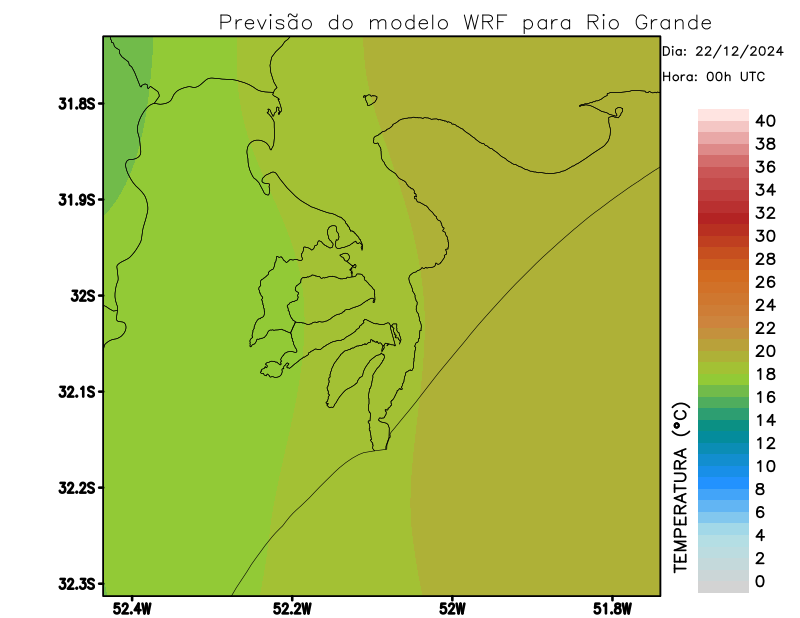 Previsão do modelo WRF para Rio Grande
Dia: 22/12/2024
Hora: 00h UTC
31.8S
31.9S
32S
32.1S
32.2S
32.3S
52.4W
52.2W
52W
51.8W
TEMPERATURA (°C)
40
38
36
34
32
30
28
26
24
22
20
18
16
14
12
10
8
6
4
2
0